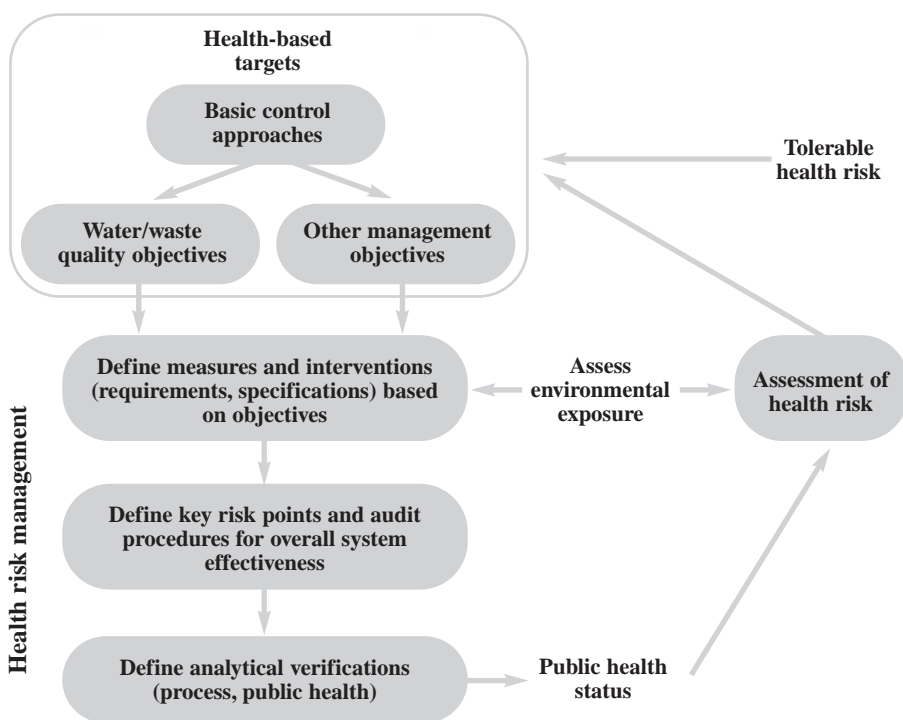 Health-based
targets
Basic control
approaches
Tolerable
health risk
Water/waste
quality objectives
Other management
objectives
Define measures and interventions
(requirements, specifications) based
on objectives
Assess
environmental
exposure
Assessment of
health risk
Health risk management
Define key risk points and audit
procedures for overall system
effectiveness
Define analytical verifications
(process, public health)
Public health
status